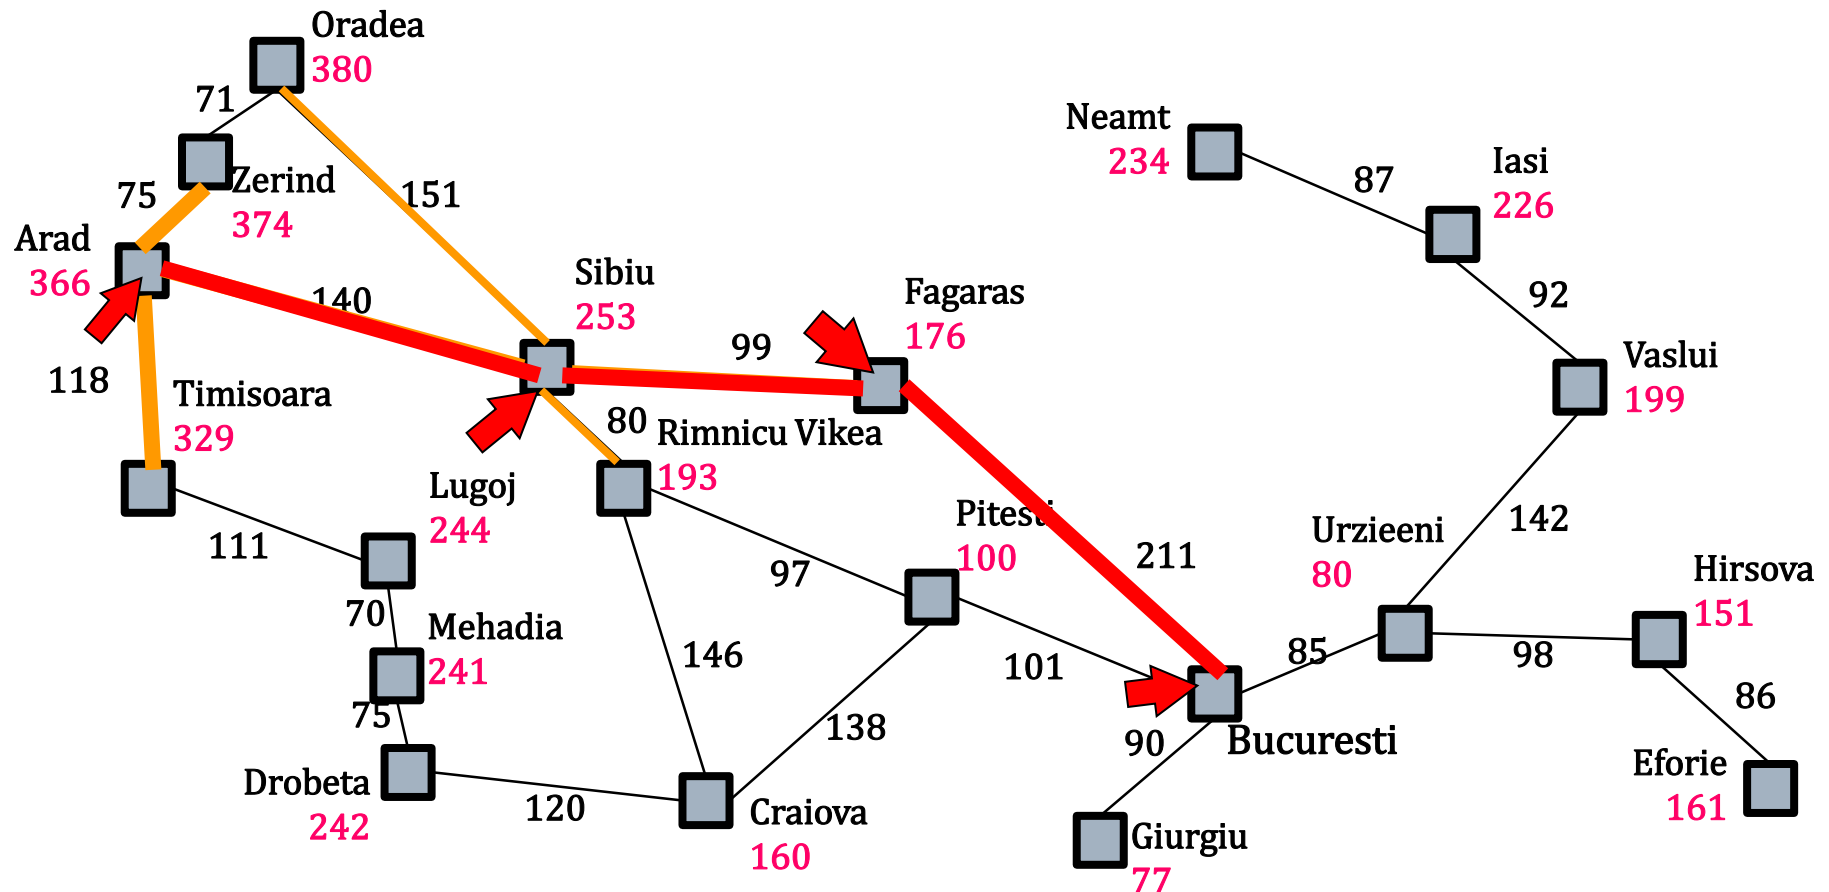 Oradea
380
71
Neamt
234
Iasi
226
87
Zerind
374
75
151
Arad
366
140
Sibiu
253
Fagaras
176
92
99
Vaslui
199
118
Timisoara
329
80
Rimnicu Vikea
193
Lugoj
244
Pitesti
100
211
Urzieeni
80
142
111
97
Hirsova
151
70
Mehadia
241
146
101
85
98
75
138
90
Bucuresti
86
Drobeta
242
120
Craiova
160
Eforie
161
Giurgiu
77